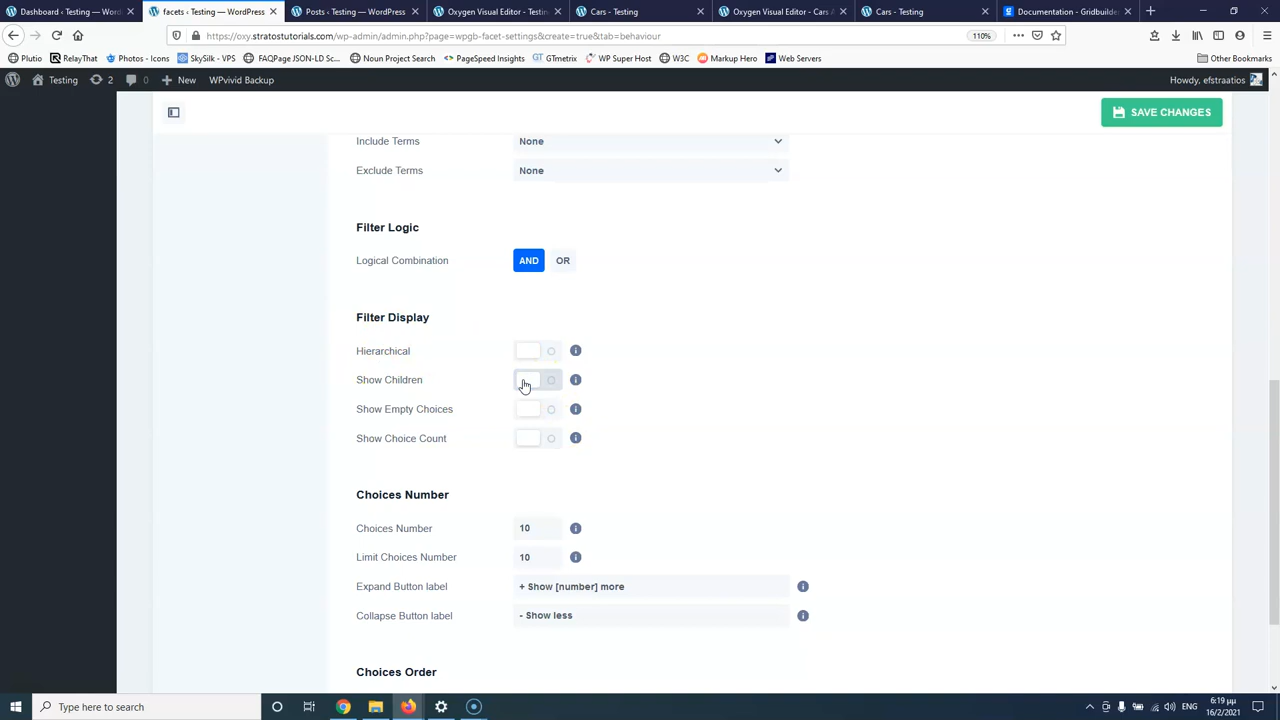 Dashboard ‹ Testing — WordPress
facets ‹ Testing — WordPress
Posts ‹ Testing — WordPress
Oxygen Visual Editor - Testing
Cars - Testing
Oxygen Visual Editor - Cars
Cars - Testing
Documentation - Gridbuilder
https://oxy.stratostutorials.com/wp-admin/admin.php?page=wpgb-facet-settings&create=true&tab=behaviour
110%
Plutio
RelayThat
Photos - Icons
SkySilk - VPS
FAQPage JSON-LD Sc...
Noun Project Search
PageSpeed Insights
GTmetrix
WP Super Host
W3C
Markup Hero
Web Servers
Other Bookmarks
Testing
2
0
New
WPvivid Backup
Howdy, efstraatios
SAVE CHANGES
Include Terms
None
Exclude Terms
None
Filter Logic
Logical Combination
AND
OR
Filter Display
Hierarchical
Show Children
Show Empty Choices
Show Choice Count
Choices Number
Choices Number
10
Limit Choices Number
10
Expand Button label
+ Show [number] more
Collapse Button label
- Show less
Choices Order
Type here to search
ENG
6:19 μμ
16/2/2021